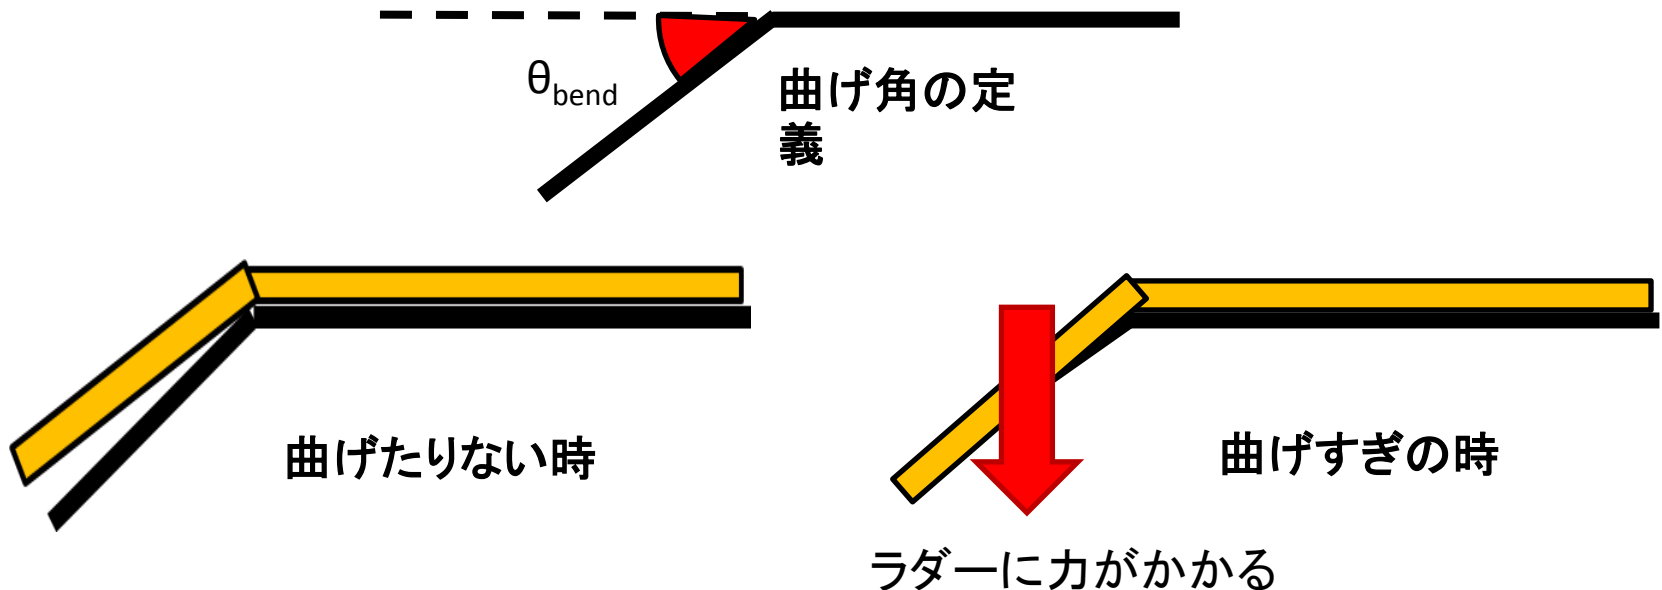 θbend
曲げ角の定
義
曲げたりない時
曲げすぎの時
ラダーに力がかかる